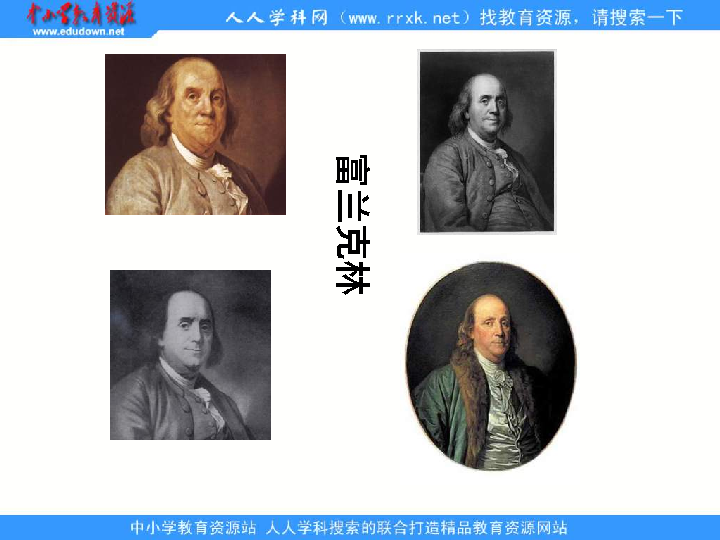 中小学教育资源
www.edudown.net
人人学科网（www.rrxk.net）找教育资源，请搜索一下
富兰克林
中小学教育资源站 人人学科搜索的联合打造精品教育资源网站